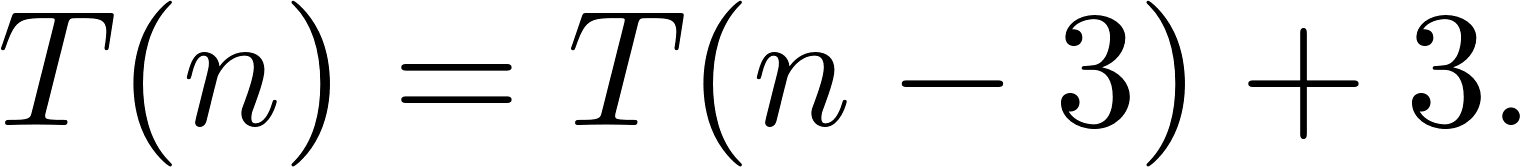 T(n) = T(n − 3) + 3.